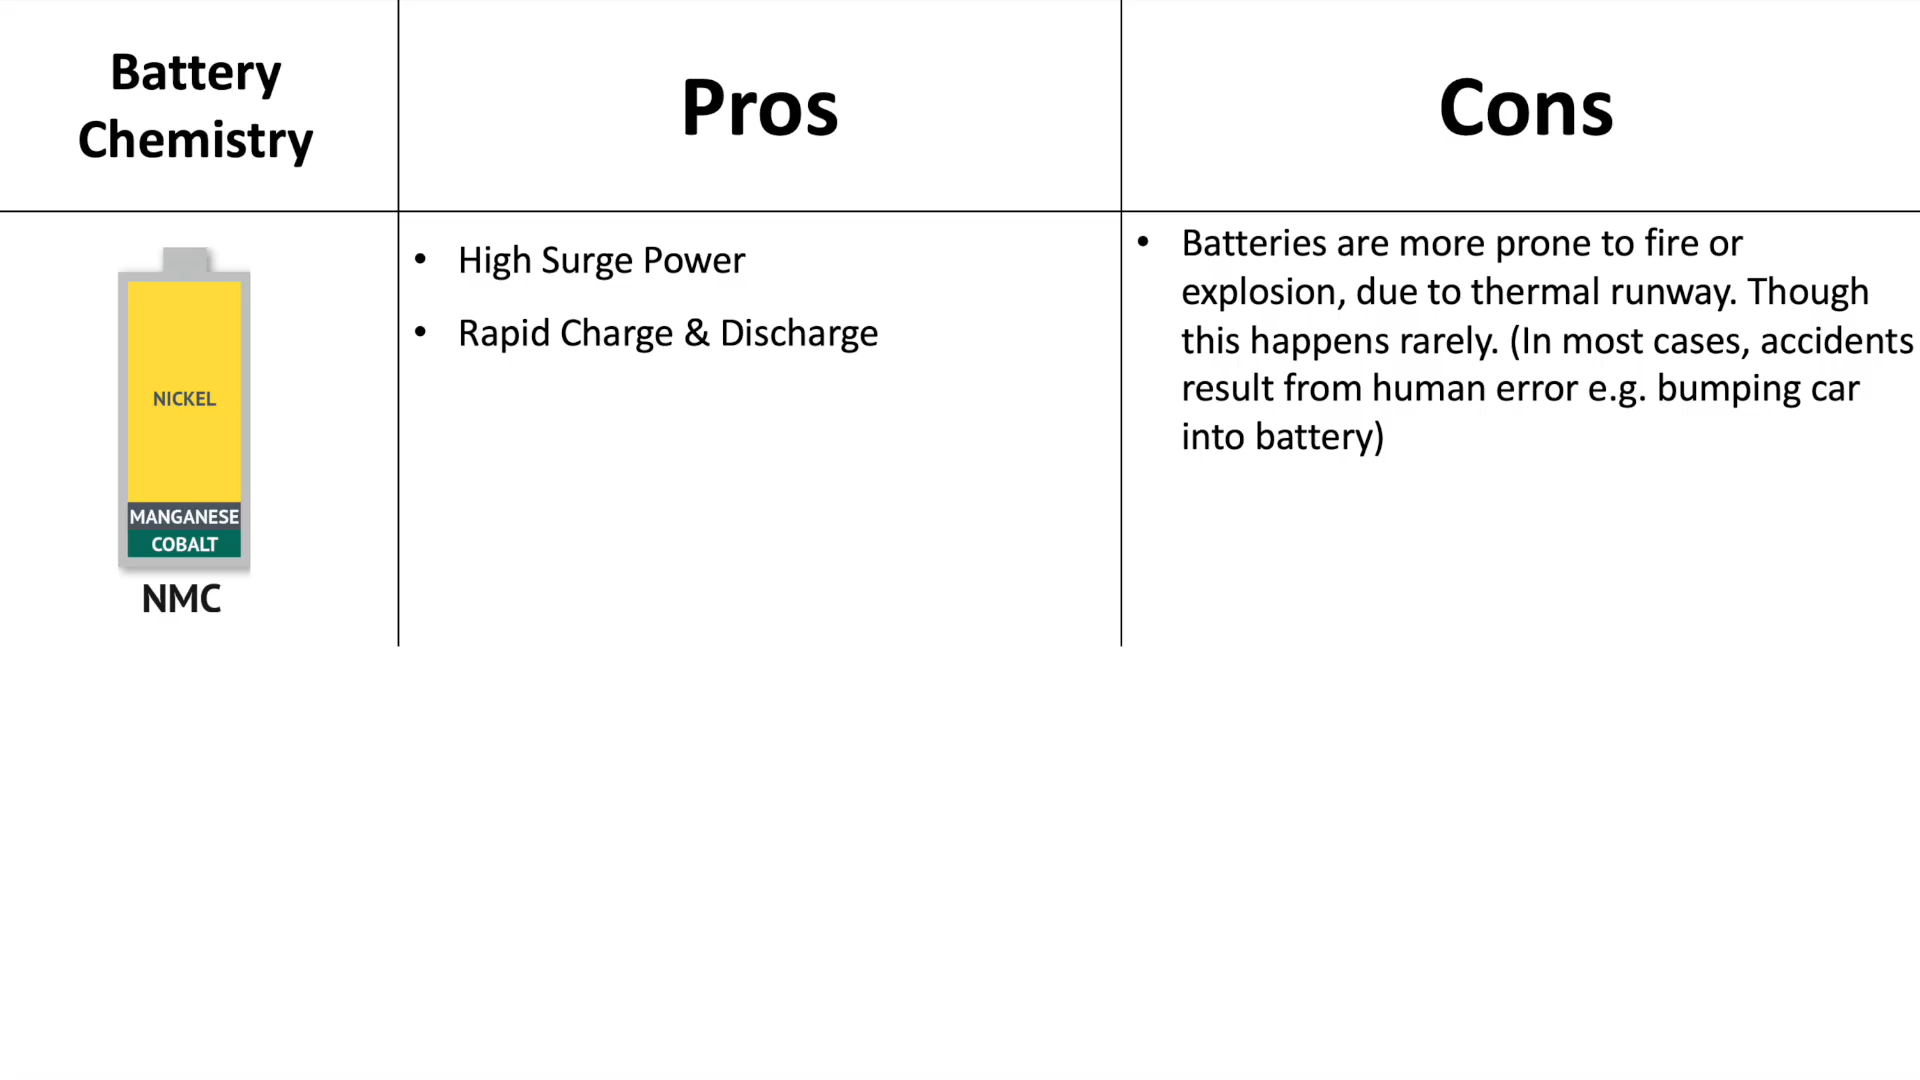 Battery
Chemistry
Pros
Cons
NICKEL
MANGANESE
COBALT
NMC
• High Surge Power
• Rapid Charge & Discharge
• Batteries are more prone to fire or
explosion, due to thermal runway. Though
this happens rarely. (In most cases, accidents
result from human error e.g. bumping car
into battery)